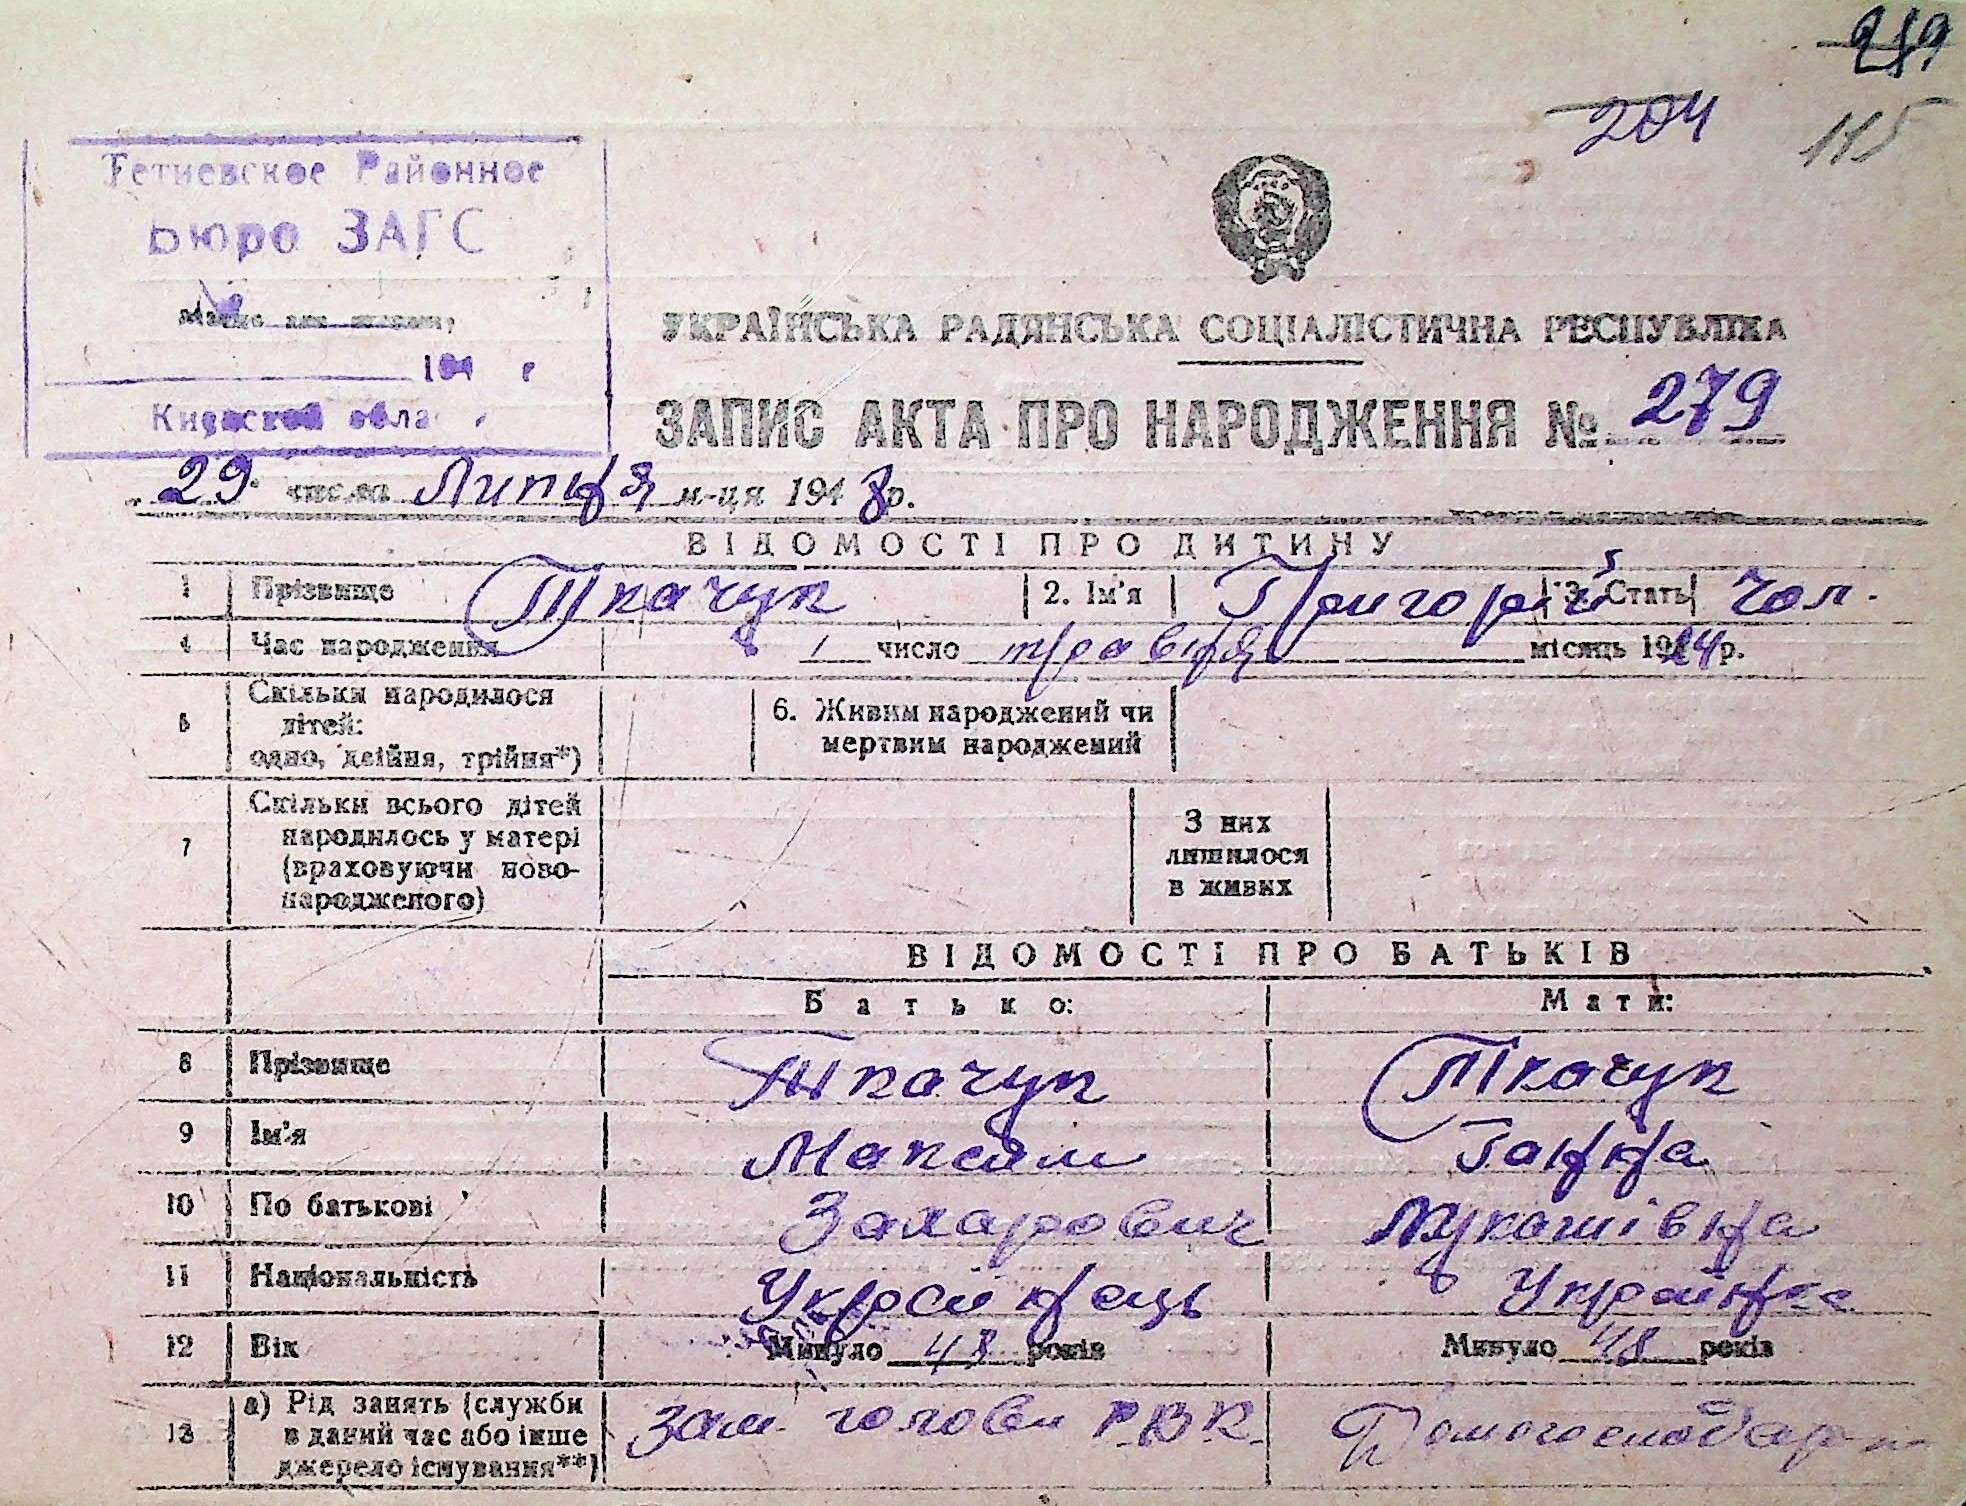 279
204
115
Тетиевское Районное
Бюро ЗАГС
194 г
Киевской обла
УКРАЇНСЬКА РАДЯНСЬКА СОЦІАЛІСТИЧНА РЕСПУБЛІКА
ЗАПИС АКТА ПРО НАРОДЖЕННЯ № 279
29 числа Липня м-ця 1948 р.
ВІДОМОСТІ ПРО ДИТИНУ
1 Прізвище Ткачук 2. Ім'я Григорій 3. Стать чол.
4 Час народження 1 число травня місяць 1924 р.
5 Скільки народилося
дітей:
одно, двійня, трійня*)
6. Живим народжений чи
мертвим народжений
7 Скільки всього дітей
народилось у матері
(враховуючи ново-
народженого)
З них
лишилося
в живих
ВІДОМОСТІ ПРО БАТЬКІВ
Батько: Мати:
8 Прізвище Ткачук Ткачук
9 Ім'я Максим Ганна
10 По батькові Захарович Лукашівна
11 Національність Українець Українка
12 Вік Минуло 48 років Минуло 48 років
13 а) Рід занять (служби
в даний час або інше
джерело існування**)
Зам. голови РВК Домогосподарка